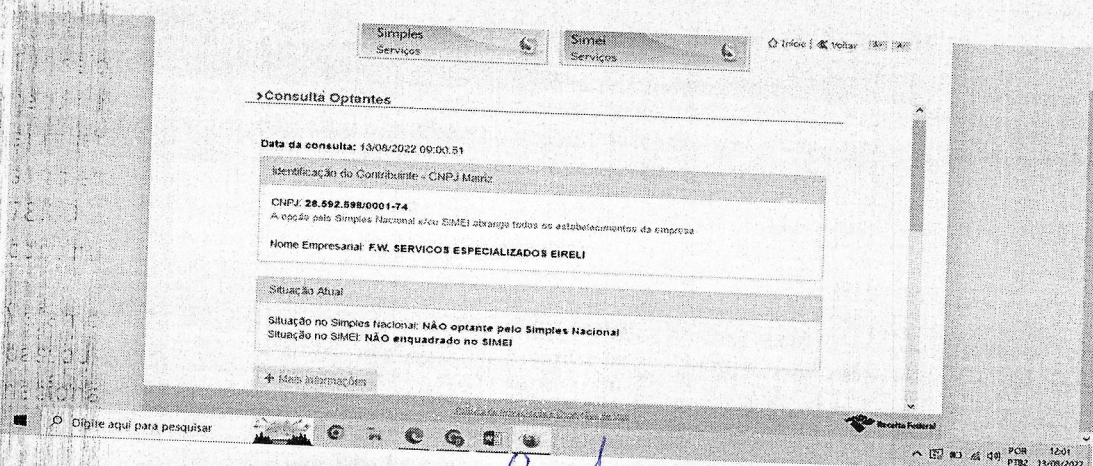 Simples
Serviços
Simei
Serviços
Início | Voltar A+ A-
>Consulta Optantes
Data da consulta: 13/08/2022 09:00:51
Identificação do Contribuinte - CNPJ Matriz
CNPJ: 28.592.598/0001-74
A opção pelo Simples Nacional e/ou SIMEI abrange todos os estabelecimentos da empresa
Nome Empresarial: F.W. SERVICOS ESPECIALIZADOS EIRELI
Situação Atual
Situação no Simples Nacional: NÃO optante pelo Simples Nacional
Situação no SIMEI: NÃO enquadrado no SIMEI
+ Mais informações
Receita Federal
Digite aqui para pesquisar
POR 12:01
PTB2 13/08/2022